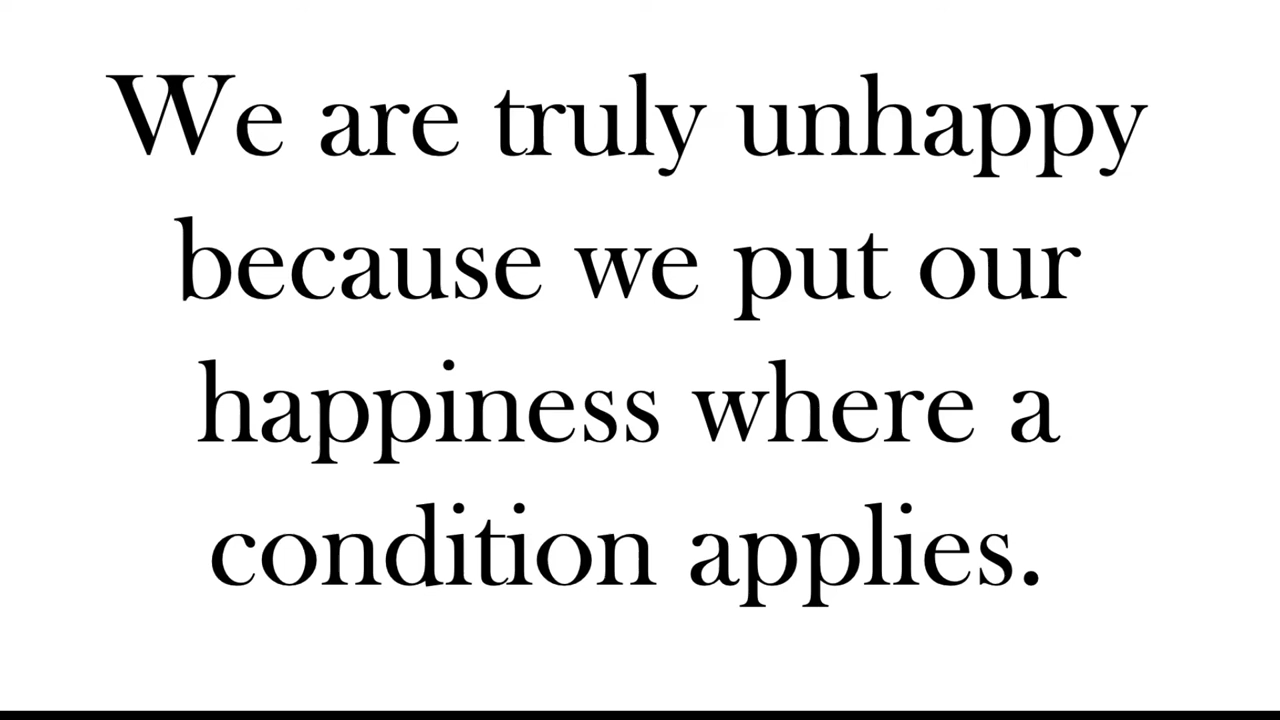 We are truly unhappy
because we put our
happiness where a
condition applies.